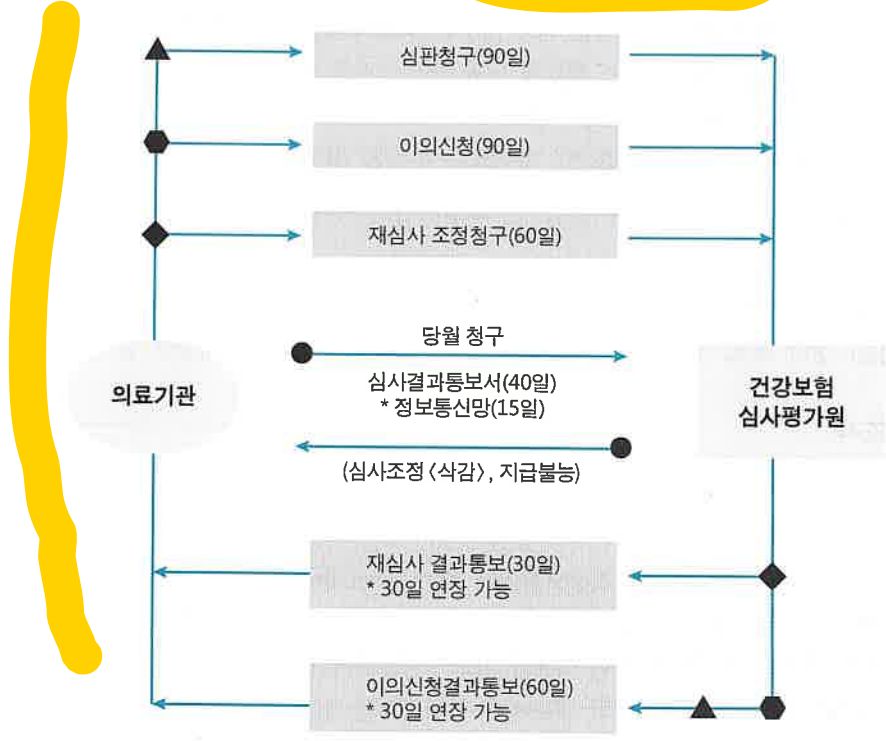 심판청구(90일)
이의신청(90일)
재심사 조정청구(60일)
당월 청구
심사결과통보서(40일)
* 정보통신망(15일)
의료기관
건강보험
심사평가원
(심사조정〈삭감〉, 지급불능)
재심사 결과통보(30일)
* 30일 연장 가능
이의신청결과통보(60일)
* 30일 연장 가능